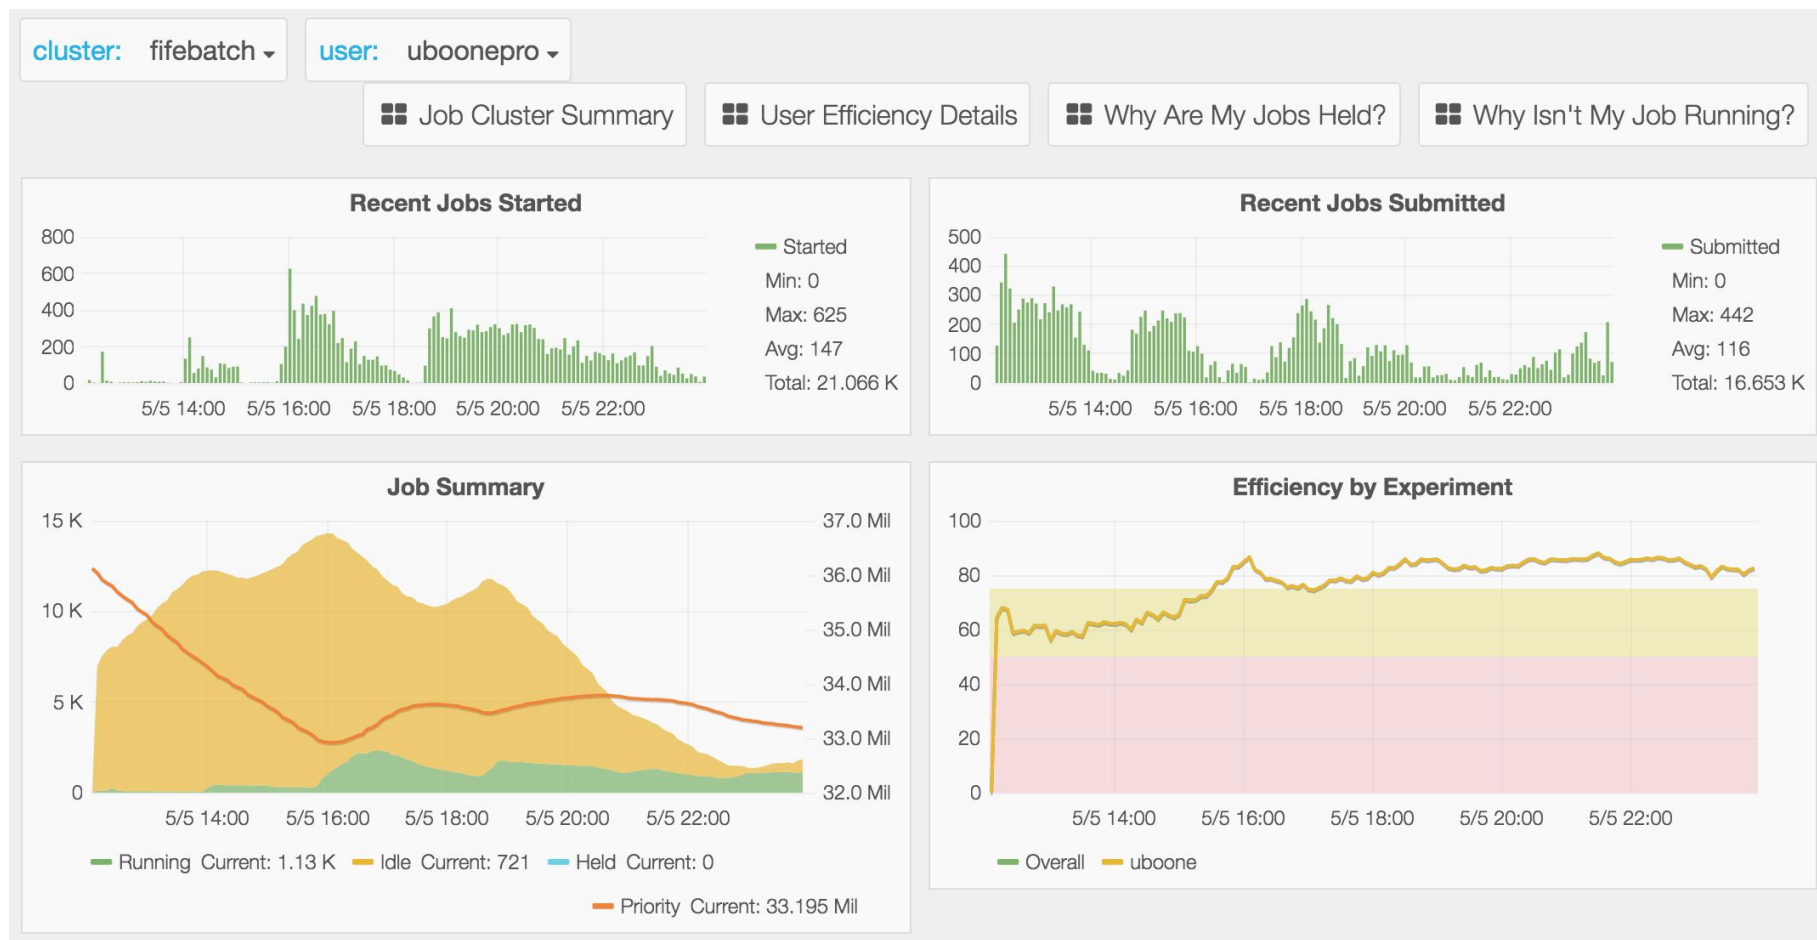 cluster: fifebatch
user: uboonepro
Job Cluster Summary
User Efficiency Details
Why Are My Jobs Held?
Why Isn't My Job Running?
Recent Jobs Started
800
600
400
200
0
5/5 14:00 5/5 16:00 5/5 18:00 5/5 20:00 5/5 22:00
Started
Min: 0
Max: 625
Avg: 147
Total: 21.066 K
Recent Jobs Submitted
500
400
300
200
100
0
5/5 14:00 5/5 16:00 5/5 18:00 5/5 20:00 5/5 22:00
Submitted
Min: 0
Max: 442
Avg: 116
Total: 16.653 K
Job Summary
15 K
10 K
5 K
0
37.0 Mil
36.0 Mil
35.0 Mil
34.0 Mil
33.0 Mil
32.0 Mil
5/5 14:00 5/5 16:00 5/5 18:00 5/5 20:00 5/5 22:00
Running Current: 1.13 K Idle Current: 721 Held Current: 0
Priority Current: 33.195 Mil
Efficiency by Experiment
100
80
60
40
20
0
5/5 14:00 5/5 16:00 5/5 18:00 5/5 20:00 5/5 22:00
Overall uboone